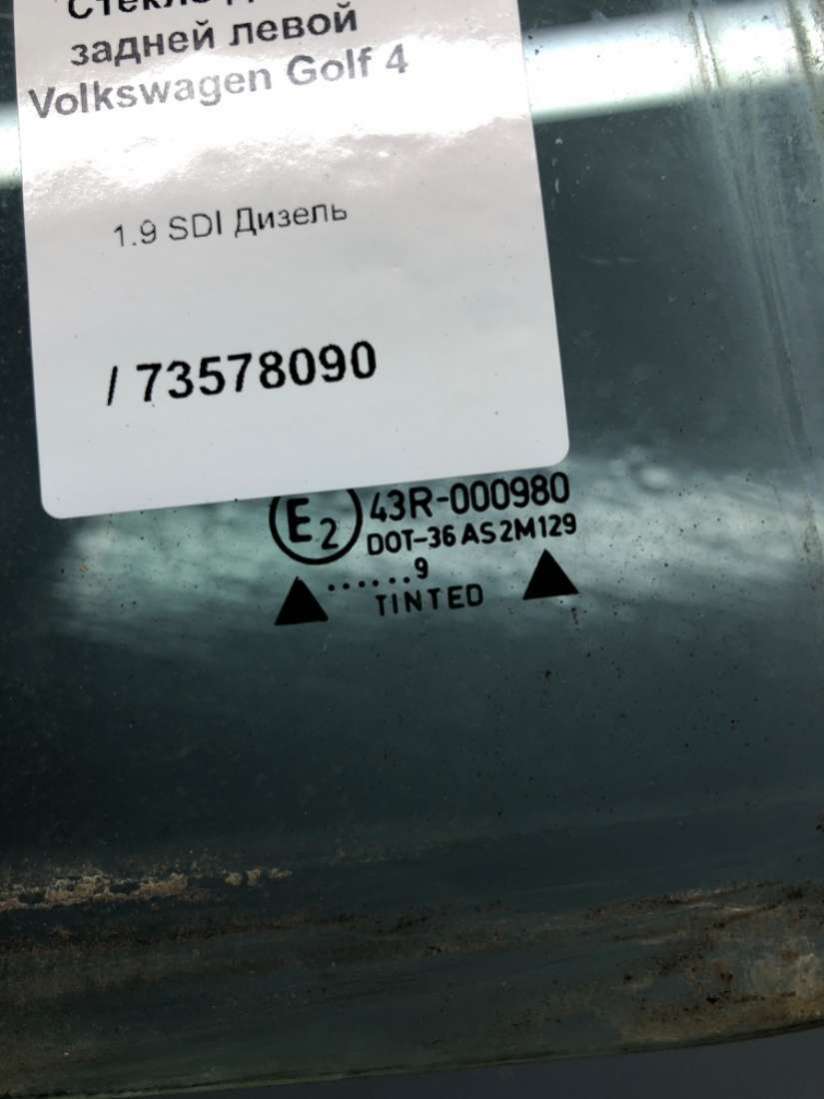 задней левой
Volkswagen Golf 4
1.9 SDI Дизель
/ 73578090
E2 43R-000980
DOT-36 AS2M129
......9
TINTED